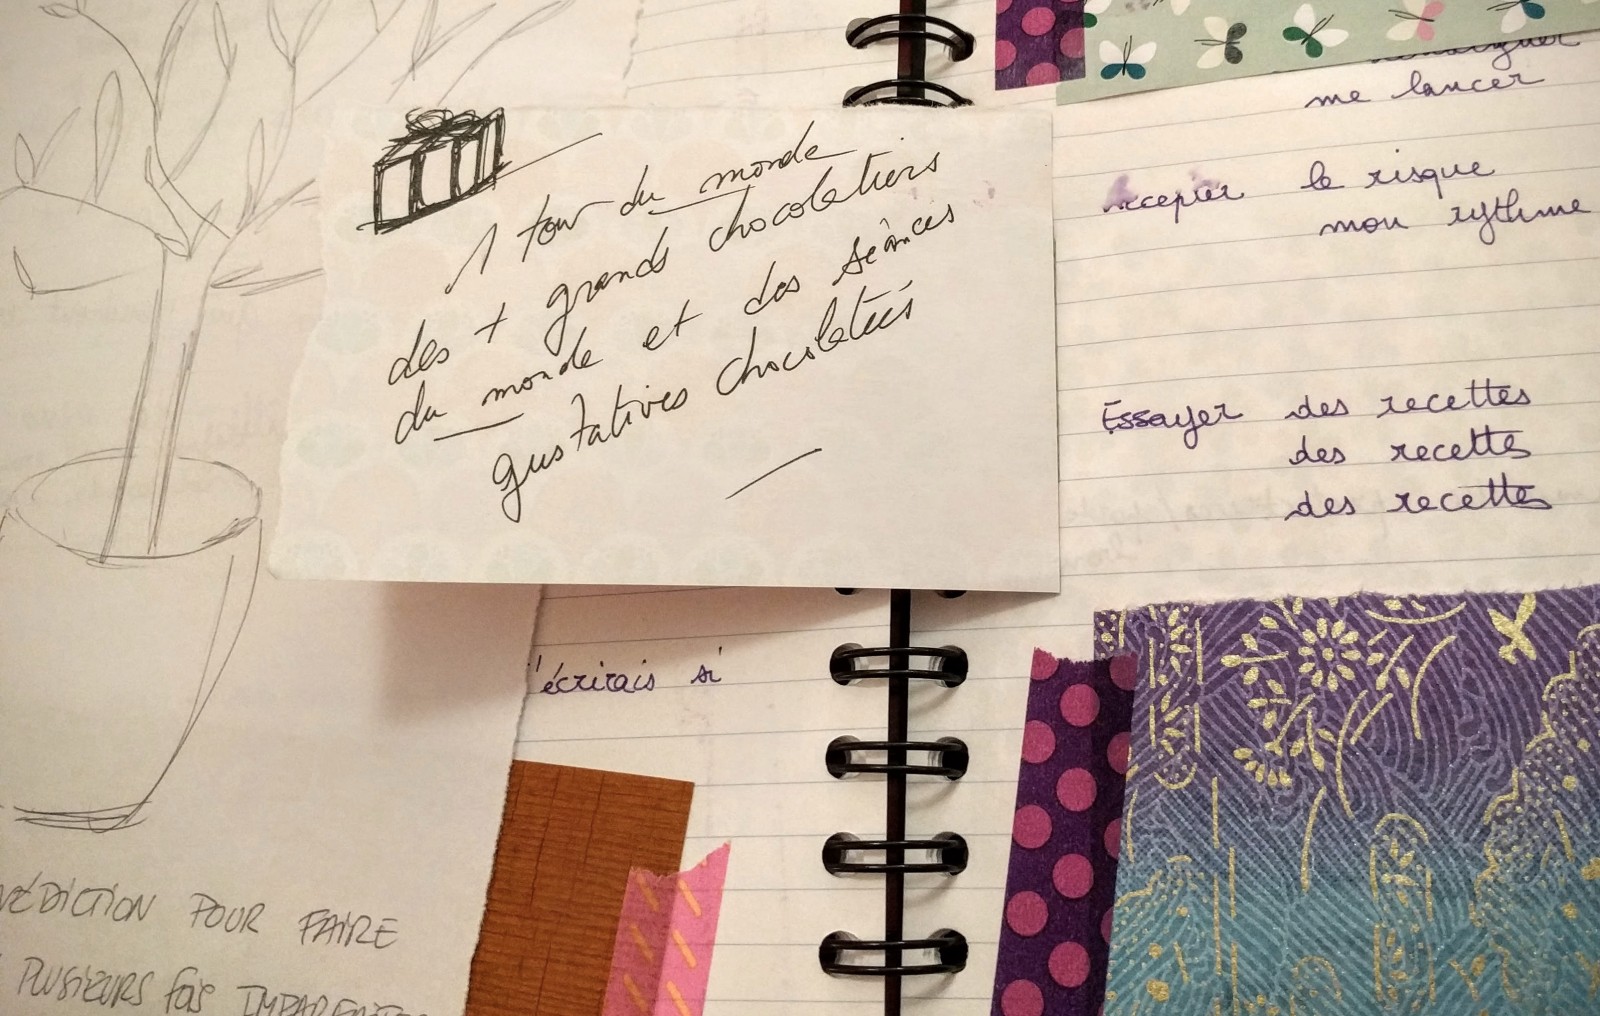 1 tour du monde
des + grands chocolatiers
du monde et des séances
gustatives chocolatées
me lancer
Accepter le risque
mon rythme
Essayer des recettes
des recettes
des recettes
écrirais si
POUR FAIRE
PLUSIEURS fois